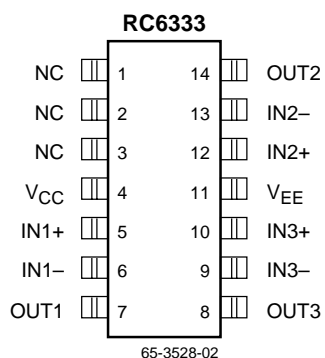 RC6333
NC 1 14 OUT2
NC 2 13 IN2–
NC 3 12 IN2+
VCC 4 11 VEE
IN1+ 5 10 IN3+
IN1– 6 9 IN3–
OUT1 7 8 OUT3
65-3528-02